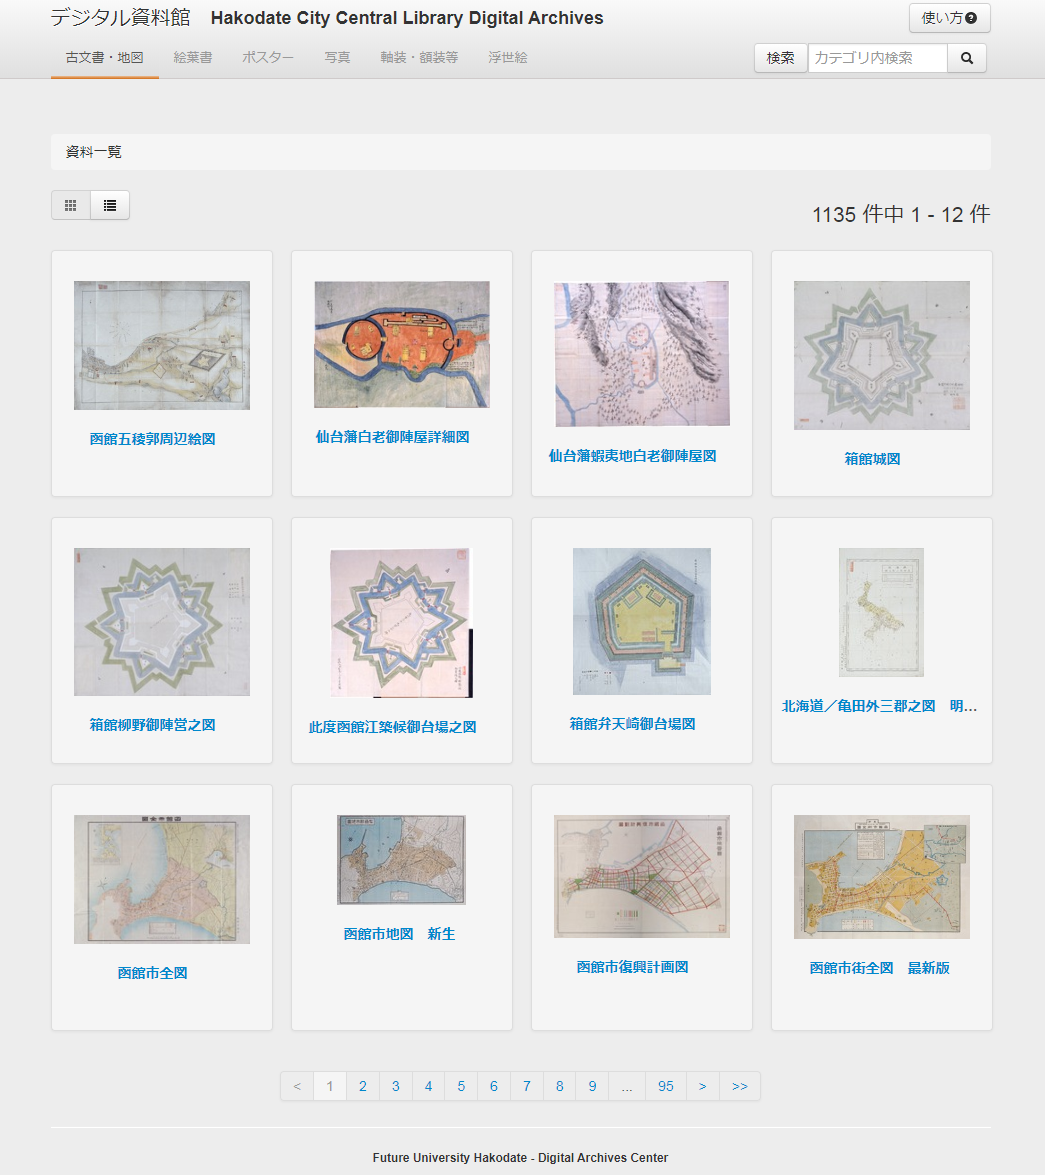 デジタル資料館 Hakodate City Central Library Digital Archives
使い方
古文書・地図 絵葉書 ポスター 写真 軸装・額装等 浮世絵
検索 カテゴリ内検索
資料一覧
1135 件中 1 - 12 件
函館五稜郭周辺絵図
仙台藩白老御陣屋詳細図
仙台藩蝦夷地白老御陣屋図
箱館城図
箱館柳野御陣営之図
此度函館江築候御台場之図
箱館弁天崎御台場図
北海道／亀田外三郡之図　明...
函館市全図
函館市地図　新生
函館市復興計画図
函館市街全図　最新版
< 1 2 3 4 5 6 7 8 9 ... 95 > >>
Future University Hakodate - Digital Archives Center